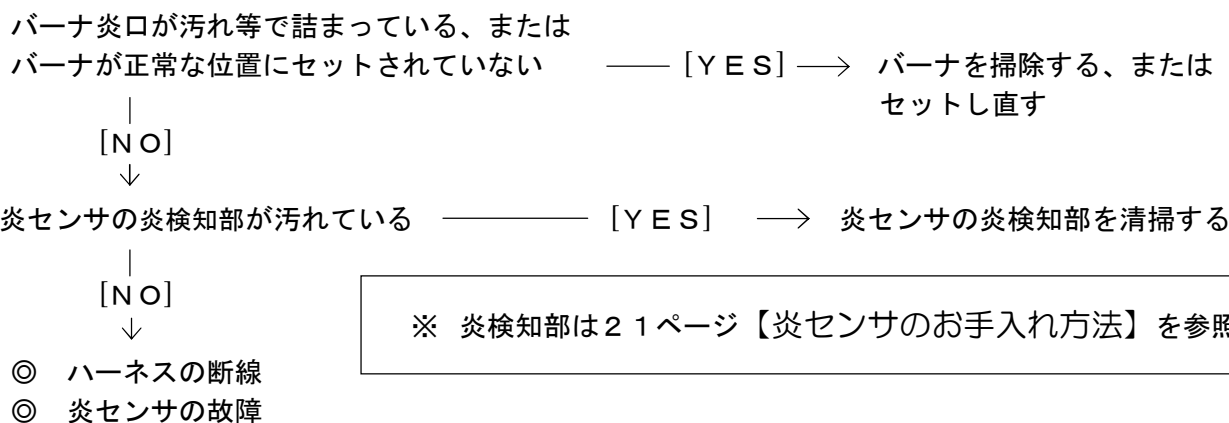 バーナ炎口が汚れ等で詰まっている、または
バーナが正常な位置にセットされていない [ＹＥＳ] バーナを掃除する、または
セットし直す
[ＮＯ]
炎センサの炎検知部が汚れている [ＹＥＳ] 炎センサの炎検知部を清掃する
[ＮＯ]
※ 炎検知部は２１ページ【炎センサのお手入れ方法】を参照
◎ ハーネスの断線
◎ 炎センサの故障